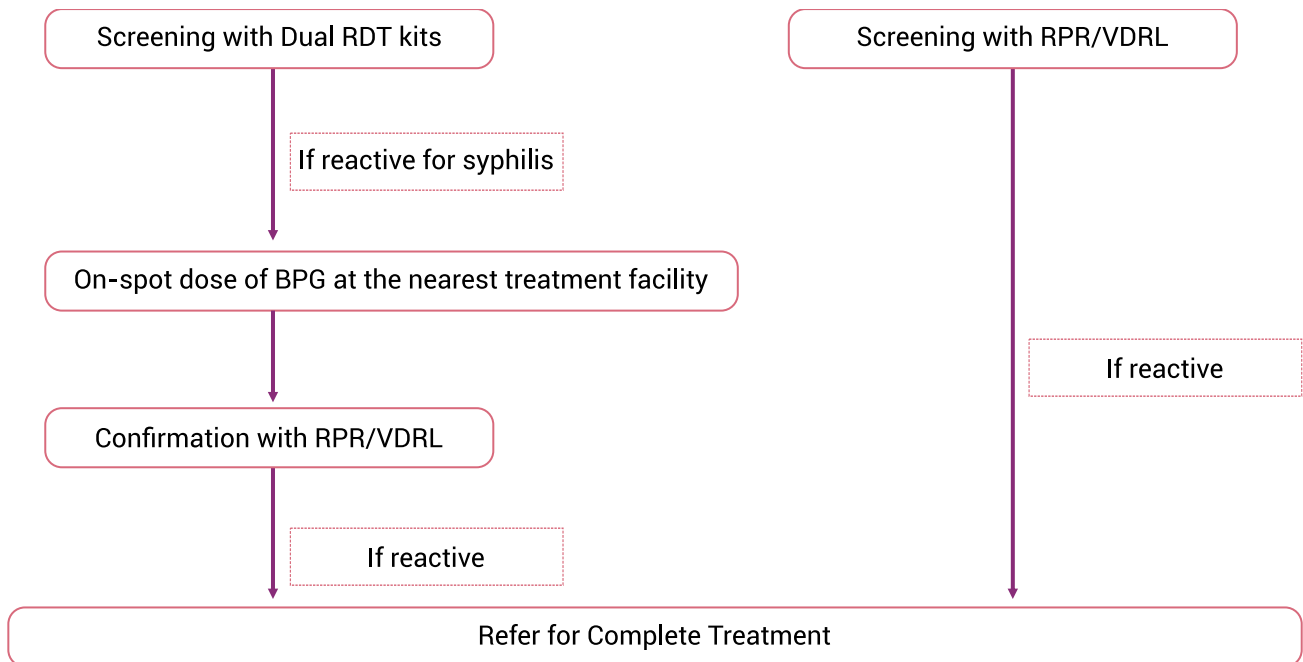 Screening with Dual RDT kits
Screening with RPR/VDRL
If reactive for syphilis
On-spot dose of BPG at the nearest treatment facility
If reactive
Confirmation with RPR/VDRL
If reactive
Refer for Complete Treatment